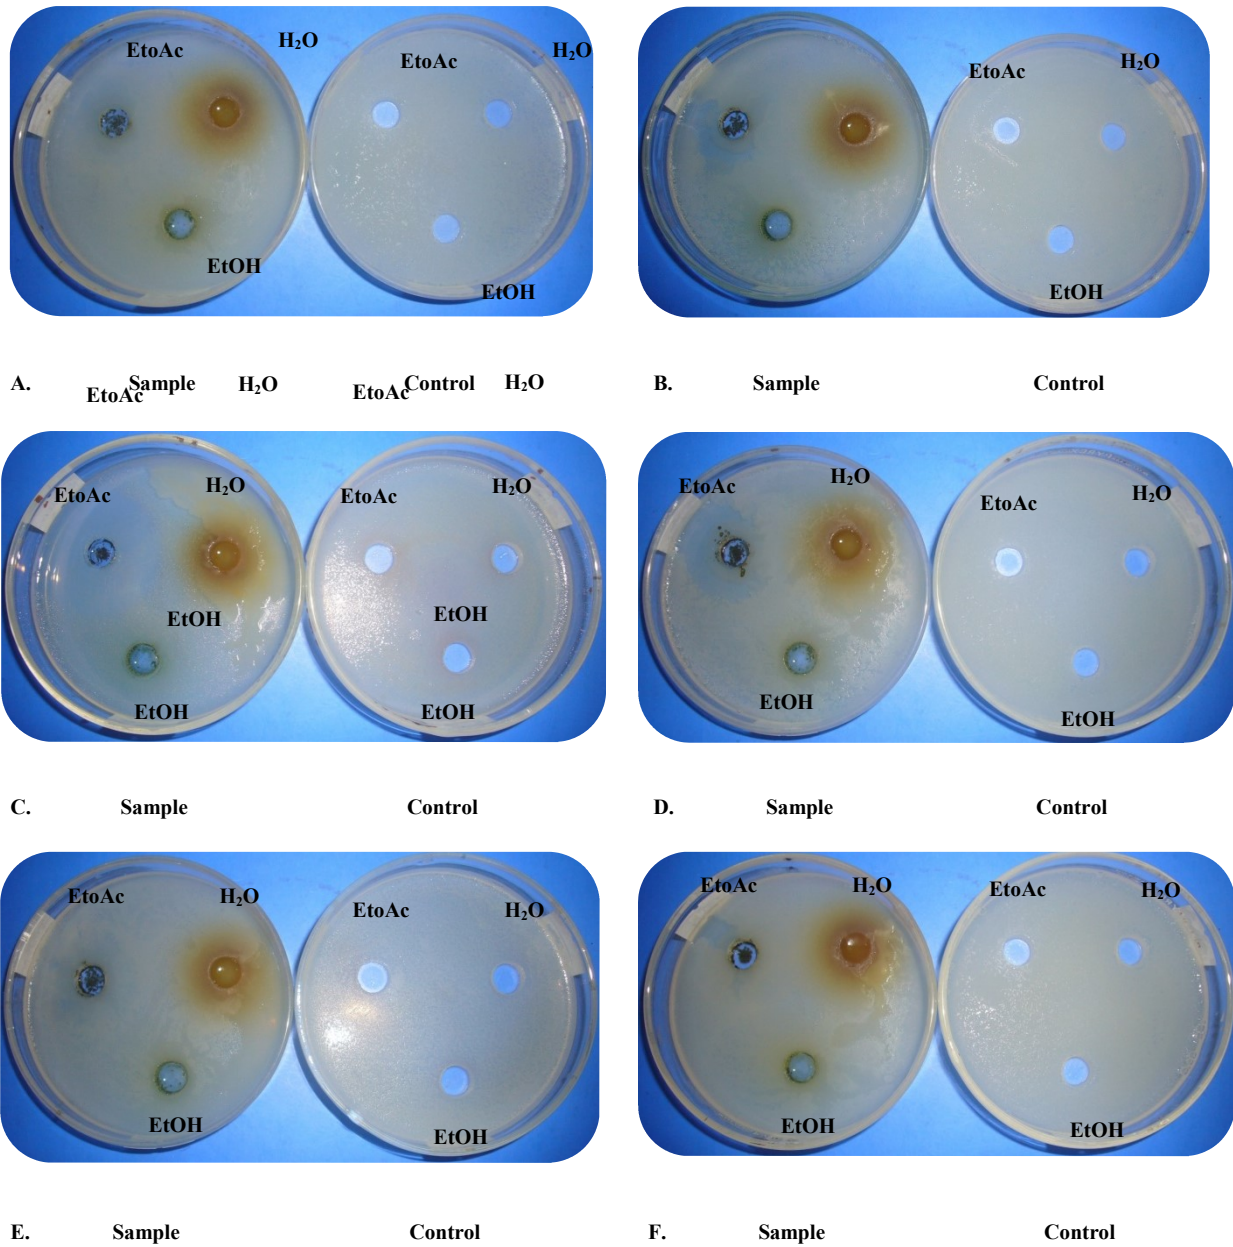 EtoAc H₂O EtoAc H₂O
EtOH EtOH
EtoAc H₂O
EtOH
A. Sample Control
EtoAc H₂O EtoAc H₂O
B. Sample Control
EtoAc H₂O EtoAc H₂O
EtOH EtOH
EtOH EtOH
EtoAc H₂O EtoAc H₂O
EtOH EtOH
C. Sample Control
D. Sample Control
EtoAc H₂O EtoAc H₂O
EtOH EtOH
EtoAc H₂O EtoAc H₂O
EtOH EtOH
E. Sample Control
F. Sample Control